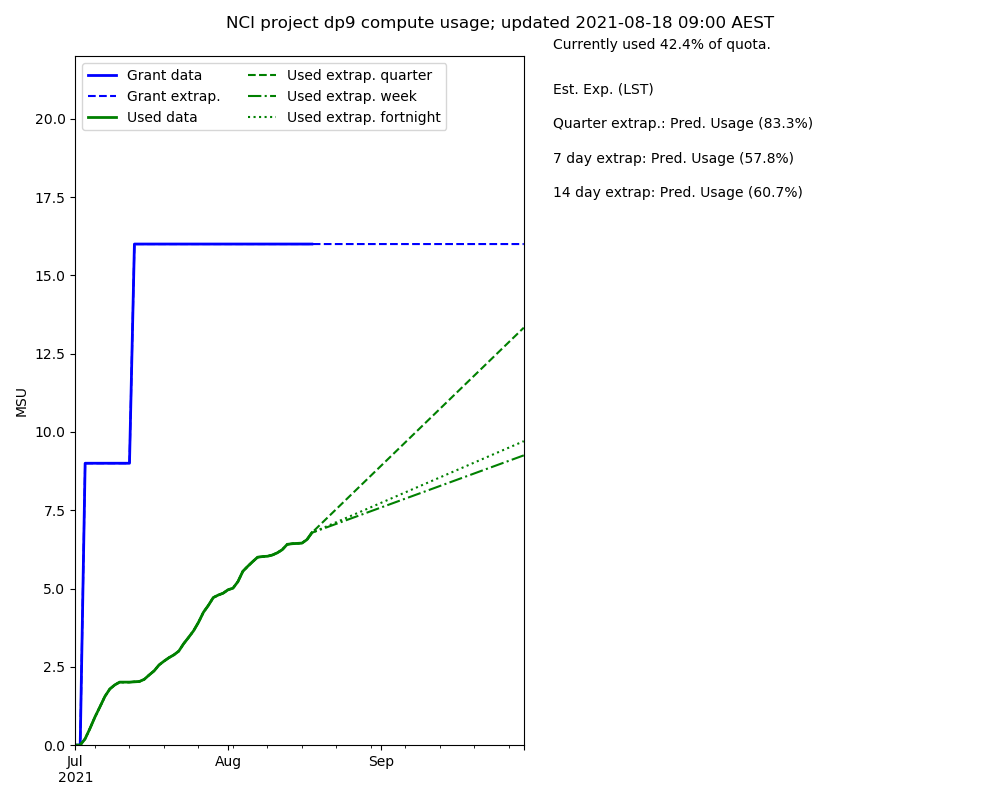 NCI project dp9 compute usage; updated 2021-08-18 09:00 AEST
Currently used 42.4% of quota.
Est. Exp. (LST)
Quarter extrap.: Pred. Usage (83.3%)
7 day extrap: Pred. Usage (57.8%)
14 day extrap: Pred. Usage (60.7%)
Grant data
Grant extrap.
Used data
Used extrap. quarter
Used extrap. week
Used extrap. fortnight
MSU
20.0
17.5
15.0
12.5
10.0
7.5
5.0
2.5
0.0
Jul
2021
Aug
Sep